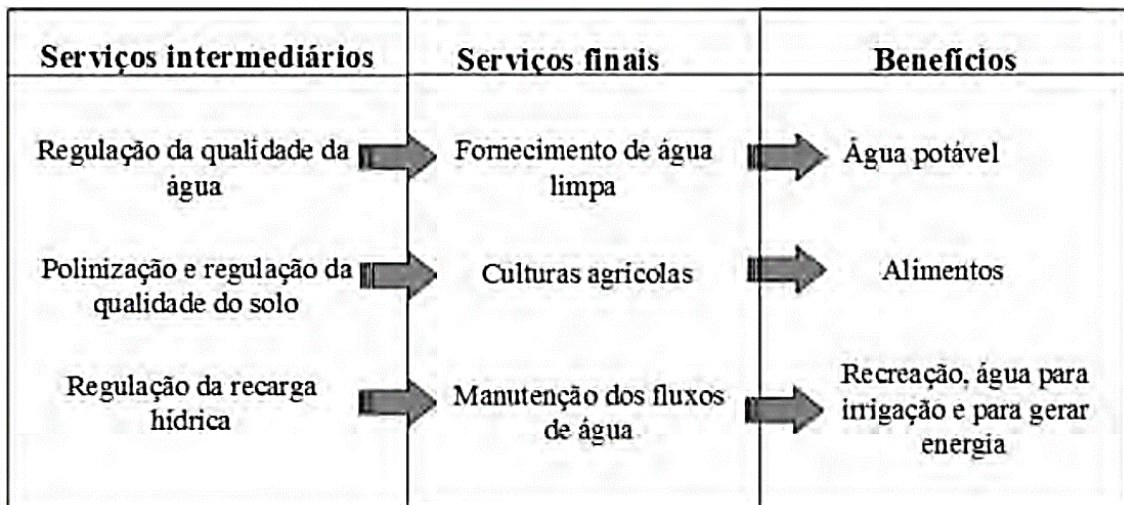 Serviços intermediários
Serviços finais
Benefícios
Regulação da qualidade da
água
Fornecimento de água
limpa
Água potável
Polinização e regulação da
qualidade do solo
Culturas agrícolas
Alimentos
Regulação da recarga
hídrica
Manutenção dos fluxos
de água
Recreação, água para
irrigação e para gerar
energia